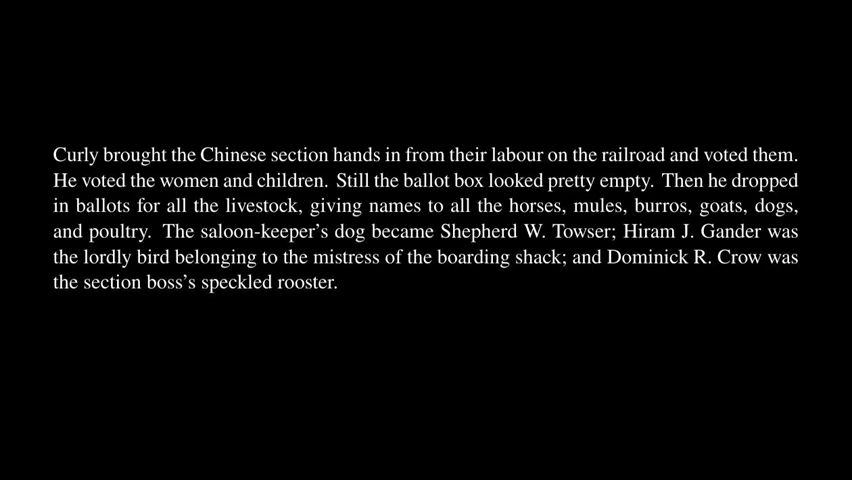 Curly brought the Chinese section hands in from their labour on the railroad and voted them.
He voted the women and children. Still the ballot box looked pretty empty. Then he dropped
in ballots for all the livestock, giving names to all the horses, mules, burros, goats, dogs,
and poultry. The saloon-keeper's dog became Shepherd W. Towser; Hiram J. Gander was
the lordly bird belonging to the mistress of the boarding shack; and Dominick R. Crow was
the section boss's speckled rooster.